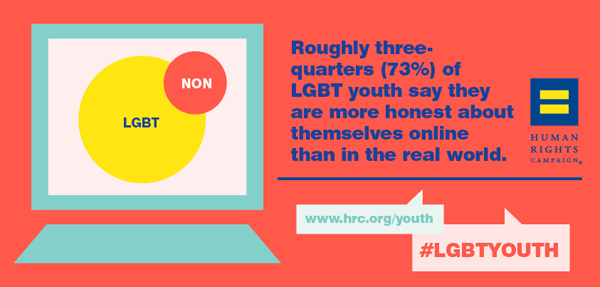 LGBT
NON
Roughly three-
quarters (73%) of
LGBT youth say they
are more honest about
themselves online
than in the real world.
HUMAN
RIGHTS
CAMPAIGN®
www.hrc.org/youth
#LGBTYOUTH